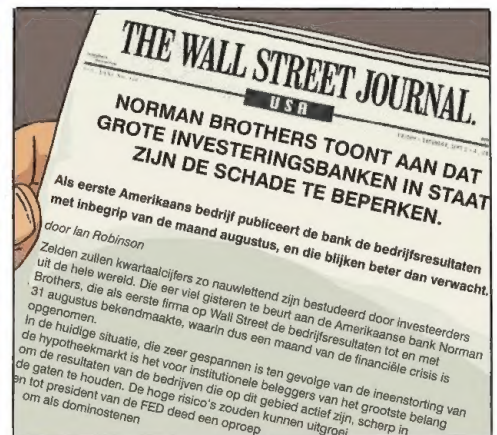 THE WALL STREET JOURNAL.
USA
NORMAN BROTHERS TOONT AAN DAT
GROTE INVESTERINGSBANKEN IN STAAT
ZIJN DE SCHADE TE BEPERKEN.
Als eerste Amerikaans bedrijf publiceert de bank de bedrijfsresultaten
met inbegrip van de maand augustus, en die blijken beter dan verwacht.
door Ian Robinson
Zelden zullen kwartaalcijfers zo nauwlettend zijn bestudeerd door investeerders
uit de hele wereld. Die eer viel gisteren te beurt aan de Amerikaanse bank Norman
Brothers, die als eerste firma op Wall Street de bedrijfsresultaten tot en met
31 augustus bekendmaakte, waarin dus een maand van de financiële crisis is
opgenomen.
In de huidige situatie, die zeer gespannen is ten gevolge van de ineenstorting van
de hypotheekmarkt is het voor institutionele beleggers van het grootste belang
om de resultaten van de bedrijven die op dit gebied actief zijn, scherp in
de gaten te houden. De hoge risico's zouden kunnen uitgroei
en tot president van de FED deed een oproep
om als dominostenen